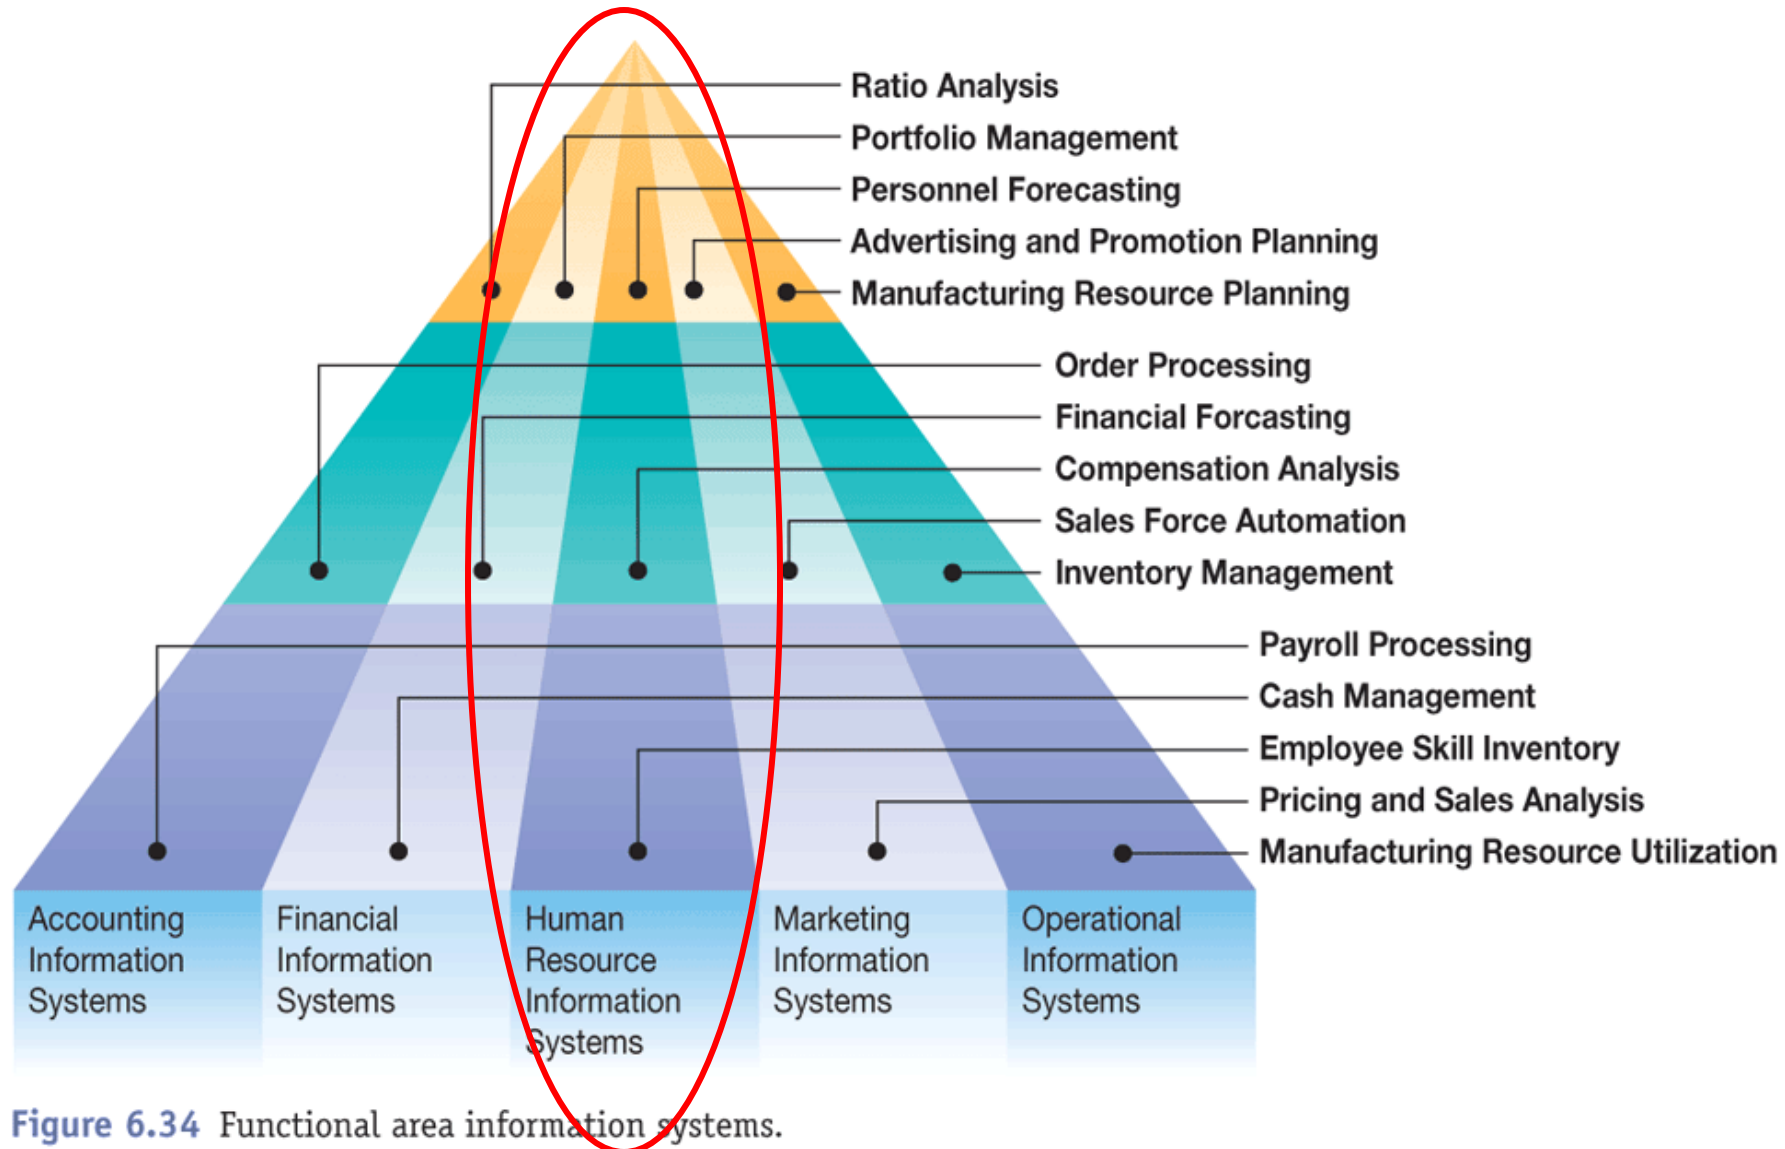 Ratio Analysis
Portfolio Management
Personnel Forecasting
Advertising and Promotion Planning
Manufacturing Resource Planning
Order Processing
Financial Forcasting
Compensation Analysis
Sales Force Automation
Inventory Management
Payroll Processing
Cash Management
Employee Skill Inventory
Pricing and Sales Analysis
Manufacturing Resource Utilization
Accounting
Information
Systems
Financial
Information
Systems
Human
Resource
Information
Systems
Marketing
Information
Systems
Operational
Information
Systems
Figure 6.34 Functional area information systems.